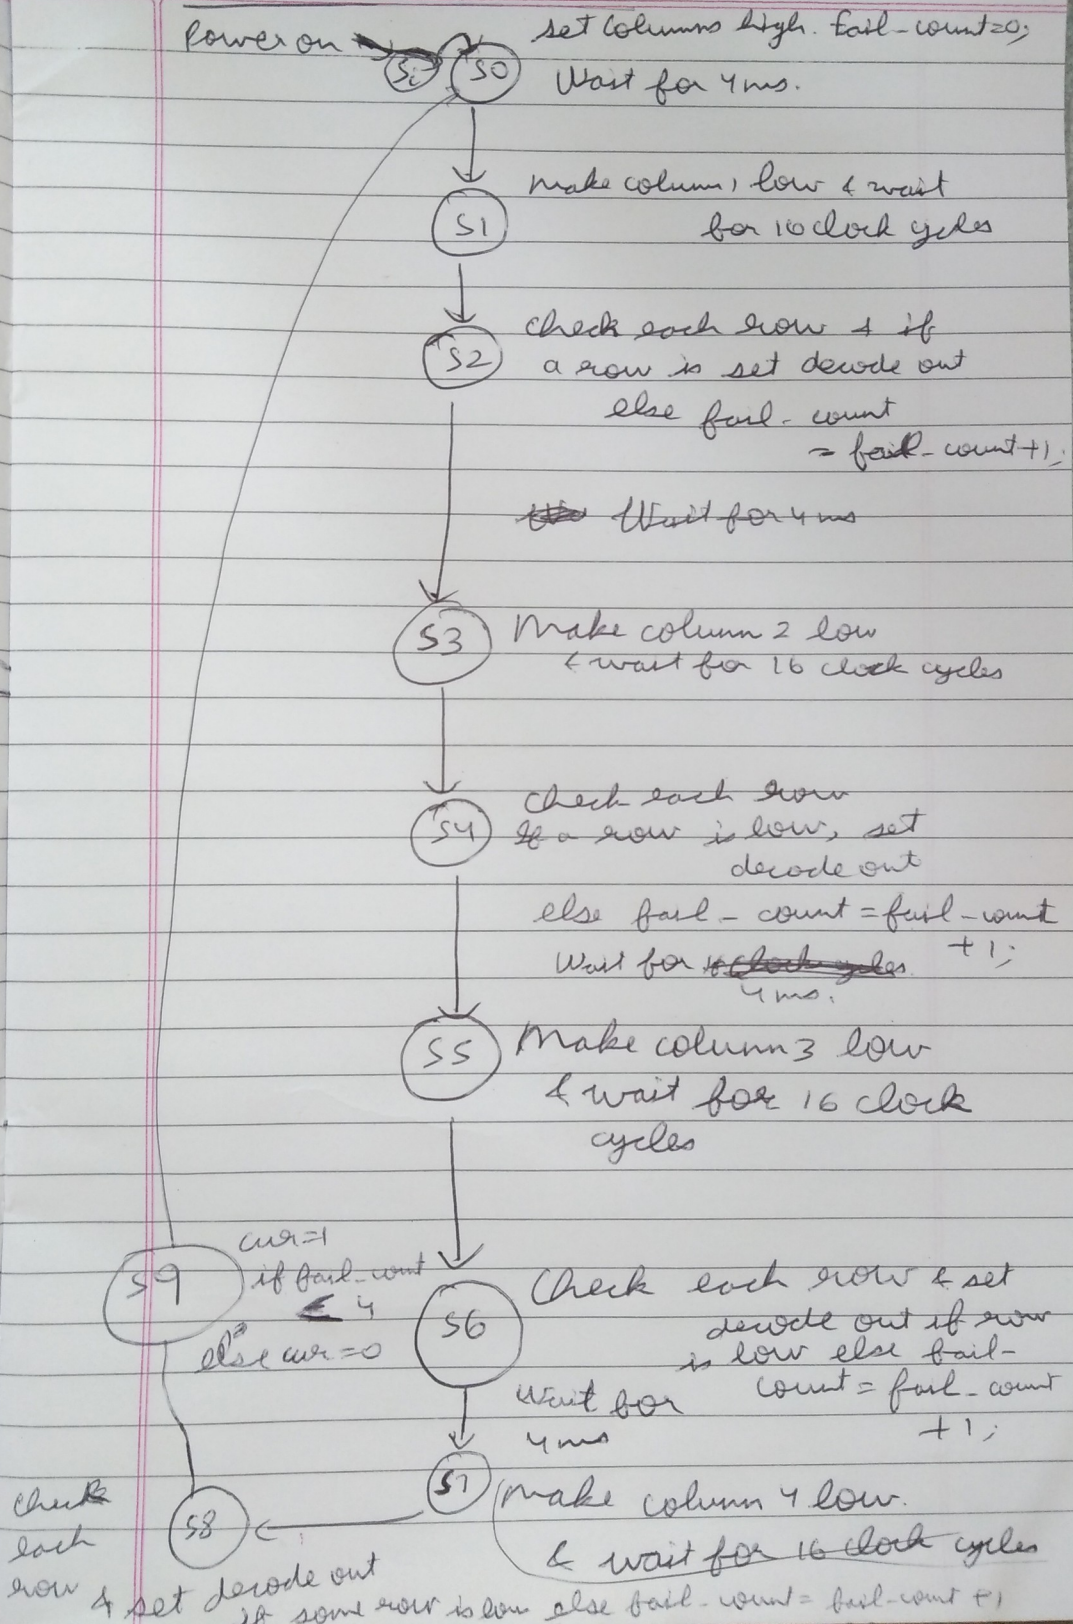 Power on
Si
S0
set columns high. fail-count=0;
Wait for 4ms.
S1
Make column 1 low & wait
for 16 clock cycles
S2
Check each row & if
a row is set decode out
else fail-count
= fail-count+1;
Wait for 4 ms
S3
Make column 2 low
& wait for 16 clock cycles
S4
Check each row
If a row is low, set
decode out
else fail-count = fail-count
+1;
Wait for
4ms.
S5
Make column 3 low
& wait for 16 clock
cycles
S9
cur=1
if fail-count
< 4
else cur=0
S6
Check each row & set
decode out if row
is low else fail-
count = fail-count
+1;
Wait for
4ms
S7
Make column 4 low.
& wait for 16 clock cycles
S8
Check
each
row & set decode out
if some row is low else fail-count = fail-count +1